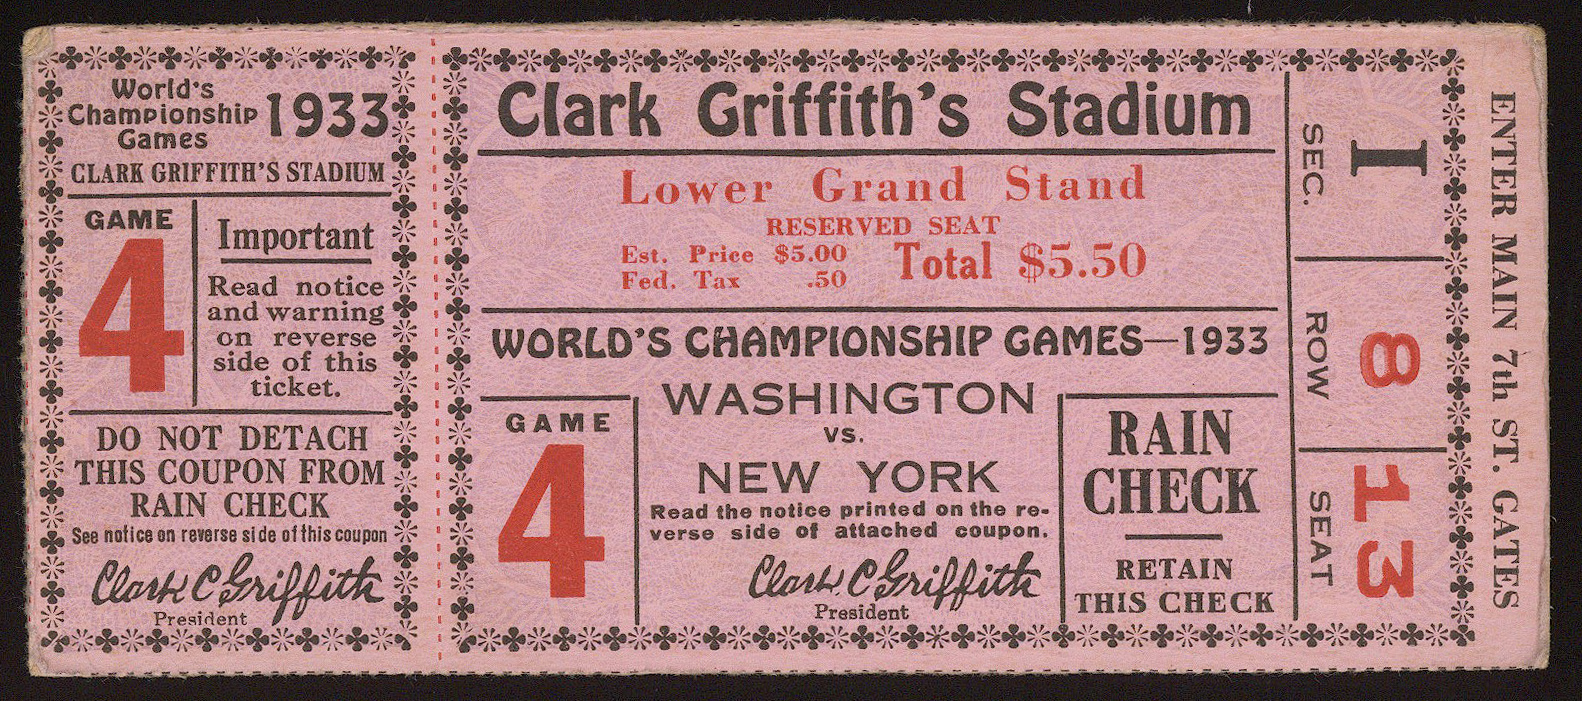 World's
Championship
Games
1933
CLARK GRIFFITH'S STADIUM
GAME
4
Important
Read notice
and warning
on reverse
side of this
ticket.
DO NOT DETACH
THIS COUPON FROM
RAIN CHECK
See notice on reverse side of this coupon
Clark C Griffith
President
Clark Griffith's Stadium
Lower Grand Stand
RESERVED SEAT
Est. Price $5.00
Fed. Tax .50
Total $5.50
WORLD'S CHAMPIONSHIP GAMES—1933
GAME
4
WASHINGTON
VS.
NEW YORK
Read the notice printed on the re-
verse side of attached coupon.
Clark C Griffith
President
RAIN
CHECK
RETAIN
THIS CHECK
SEC. I
ROW 8
SEAT 13
ENTER MAIN 7th ST. GATES